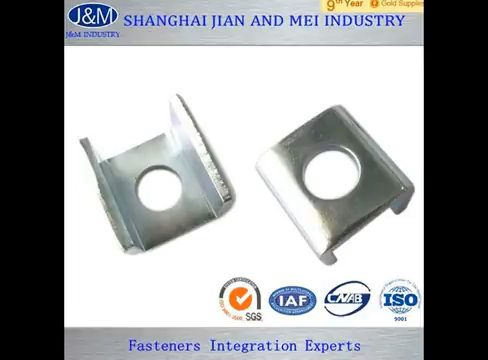 J&M
J&M INDUSTRY
SHANGHAI JIAN AND MEI INDUSTRY
9th Year
Gold Supplier
SGS
IAF
CNAB
ISO
9001
Fasteners Integration Experts